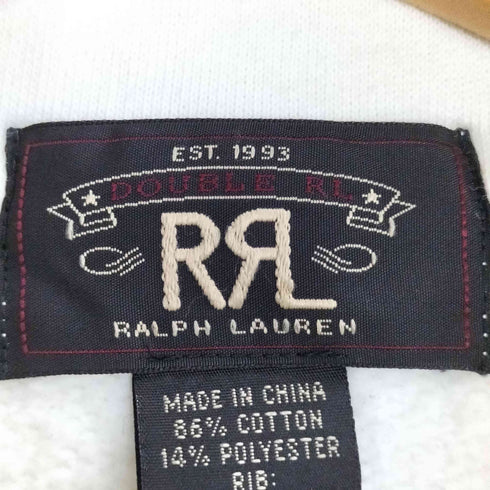 EST. 1993
DOUBLE RL
RRL
RALPH LAUREN
MADE IN CHINA
86% COTTON
14% POLYESTER
RIB: